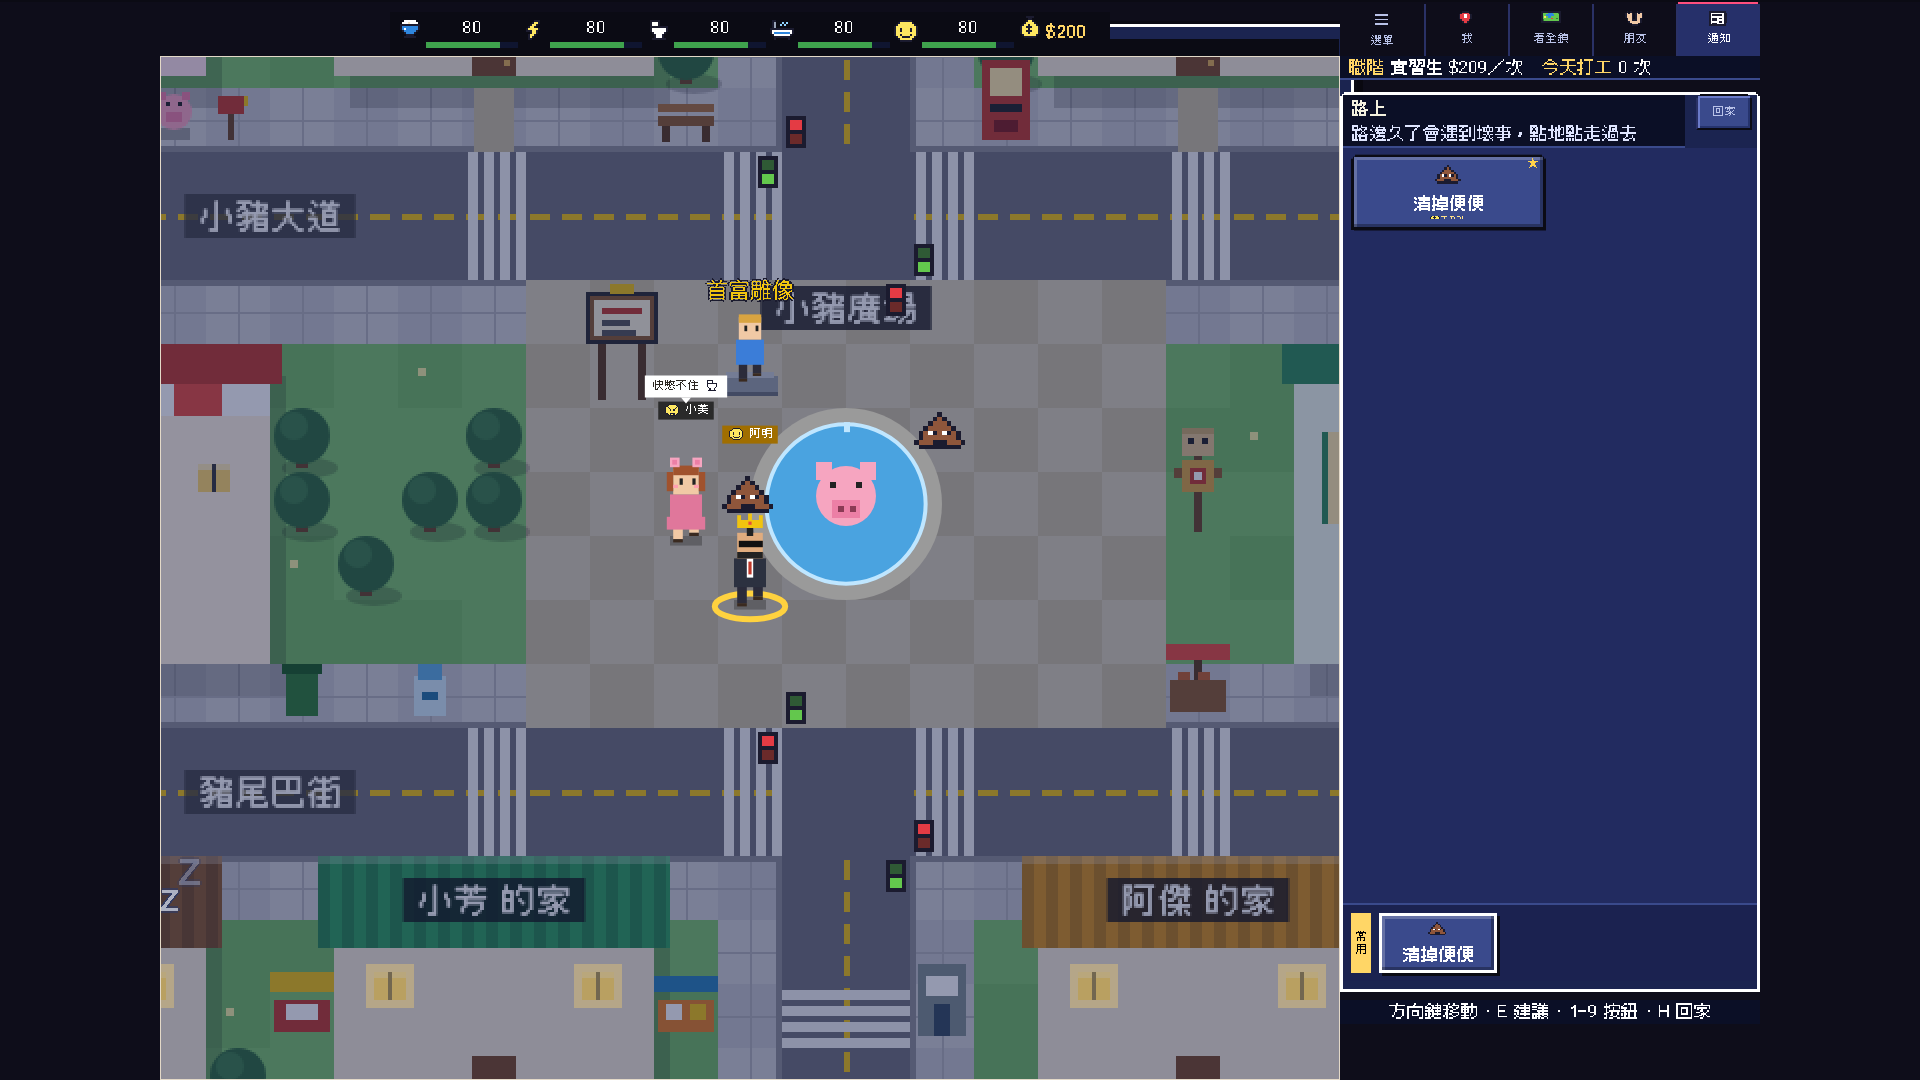 80
80
80
80
80
$200
選單
我
看全鎮
朋友
通知
職階 實習生 $209／次 今天打工 0 次
路上
路邊久了會遇到壞事，點地點走過去
回家
清掉便便
小豬大道
首富雕像
小豬廣場
快憋不住
小美
阿明
豬尾巴街
Z
Z
小芳 的家
阿傑 的家
常用
清掉便便
方向鍵移動 · E 建議 · 1-9 按鈕 · H 回家